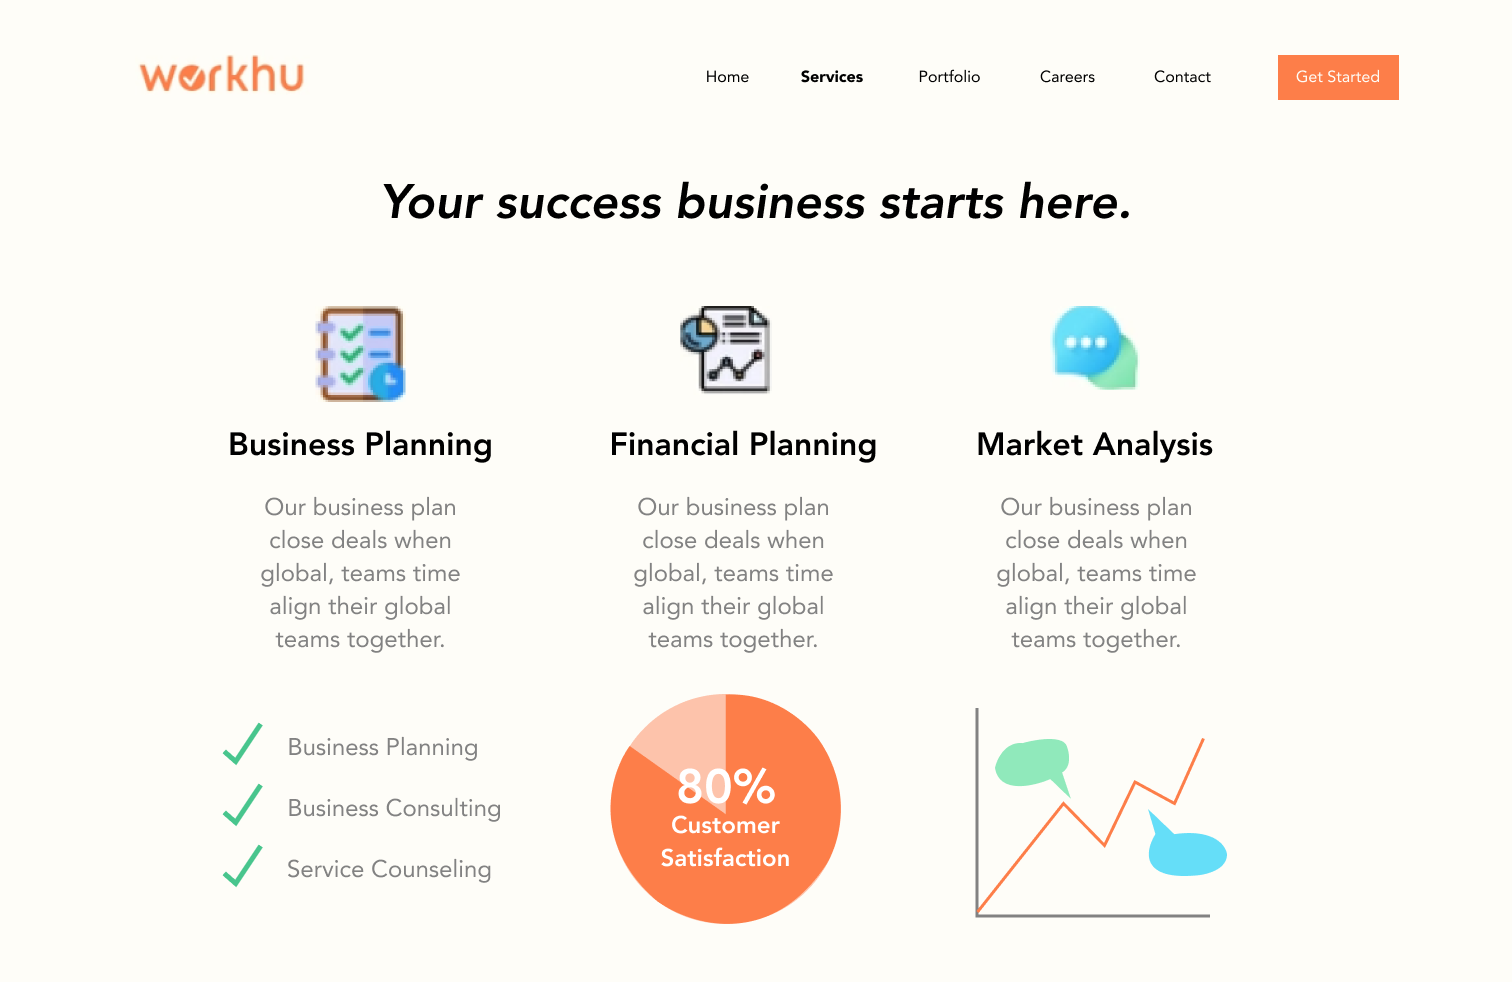 workhu
Home
Services
Portfolio
Careers
Contact
Get Started
Your success business starts here.
Business Planning
Our business plan
close deals when
global, teams time
align their global
teams together.
Business Planning
Business Consulting
Service Counseling
Financial Planning
Our business plan
close deals when
global, teams time
align their global
teams together.
80%
Customer
Satisfaction
Market Analysis
Our business plan
close deals when
global, teams time
align their global
teams together.